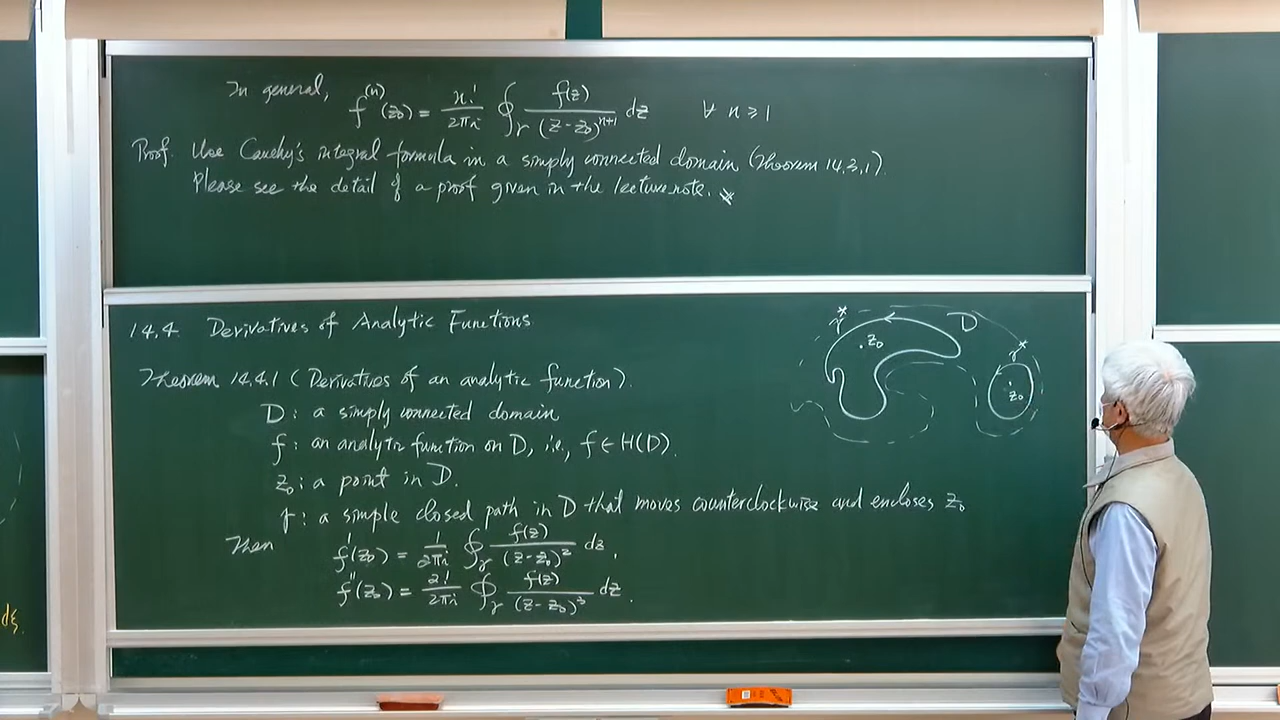 In general, f^{(n)}(z₀) = n!/2πi ∮_γ f(z)/(z-z₀)^{n+1} dz ∀ n ≥ 1
Proof. Use Cauchy's integral formula in a simply connected domain (Theorem 14.3.1).
Please see the detail of a proof given in the lecture note.
14.4. Derivatives of Analytic Functions
Theorem 14.4.1 (Derivatives of an analytic function).
D: a simply connected domain
f: an analytic function on D, i.e., f ∈ H(D).
z₀: a point in D.
γ: a simple closed path in D that moves counterclockwise and encloses z₀
Then f'(z₀) = 1/2πi ∮_γ f(z)/(z-z₀)² dz,
f''(z₀) = 2!/2πi ∮_γ f(z)/(z-z₀)³ dz.
γ* D
z₀
γ*
z₀
dξ